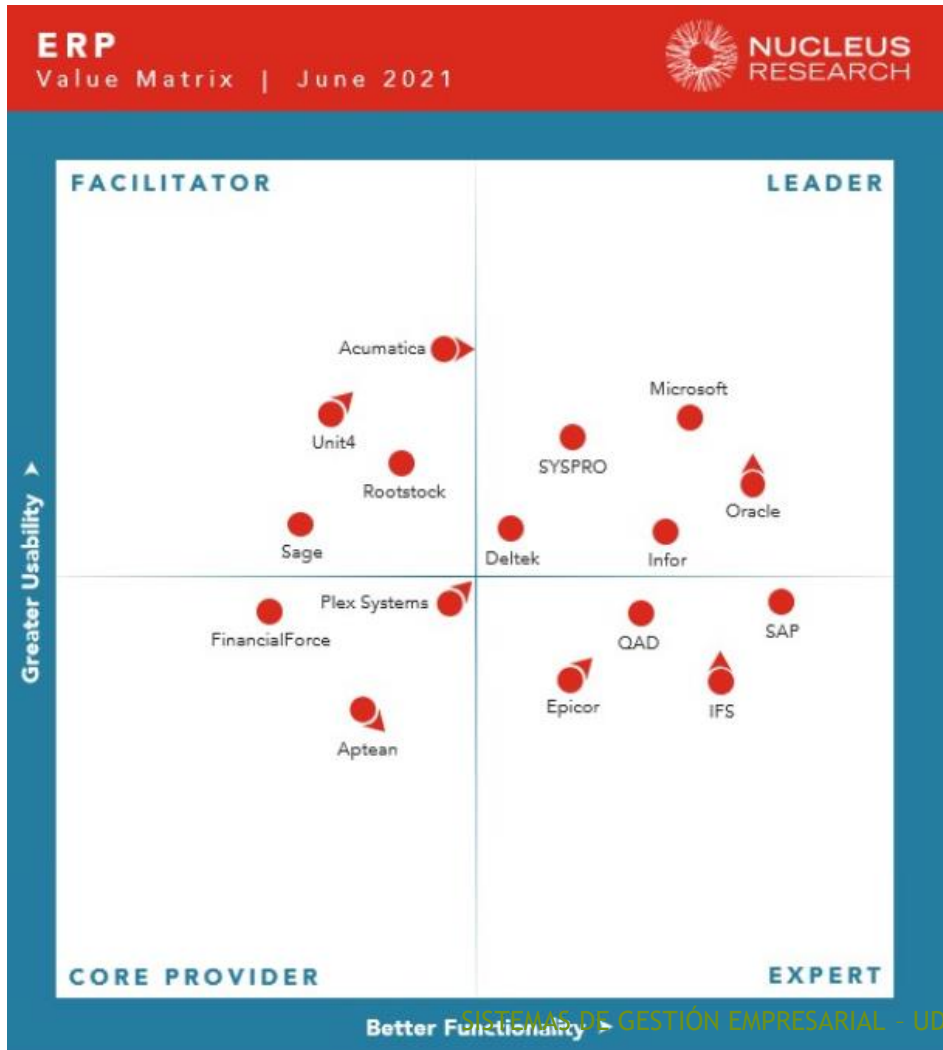 ERP
Value Matrix | June 2021
NUCLEUS
RESEARCH
FACILITATOR
LEADER
Acumatica
Microsoft
Unit4
SYSPRO
Rootstock
Oracle
Sage
Deltek
Infor
Plex Systems
FinancialForce
QAD
SAP
Epicor
IFS
Aptean
Greater Usability
CORE PROVIDER
EXPERT
Better Functionality
SISTEMAS DE GESTIÓN EMPRESARIAL - UD